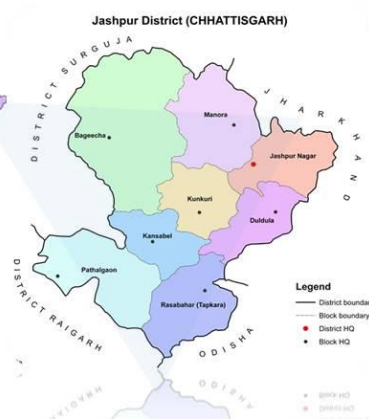 Jashpur District (CHHATTISGARH)
DISTRICT SURGUJA
JHARKHAND
Manora
Bageecha
Jashpur Nagar
Kunkuri
Duldula
Kansabel
Pathalgaon
Rasabahar (Tapkara)
DISTRICT RAIGARH
ODISHA
Legend
District boundar
Block boundary
District HQ
Block HQ